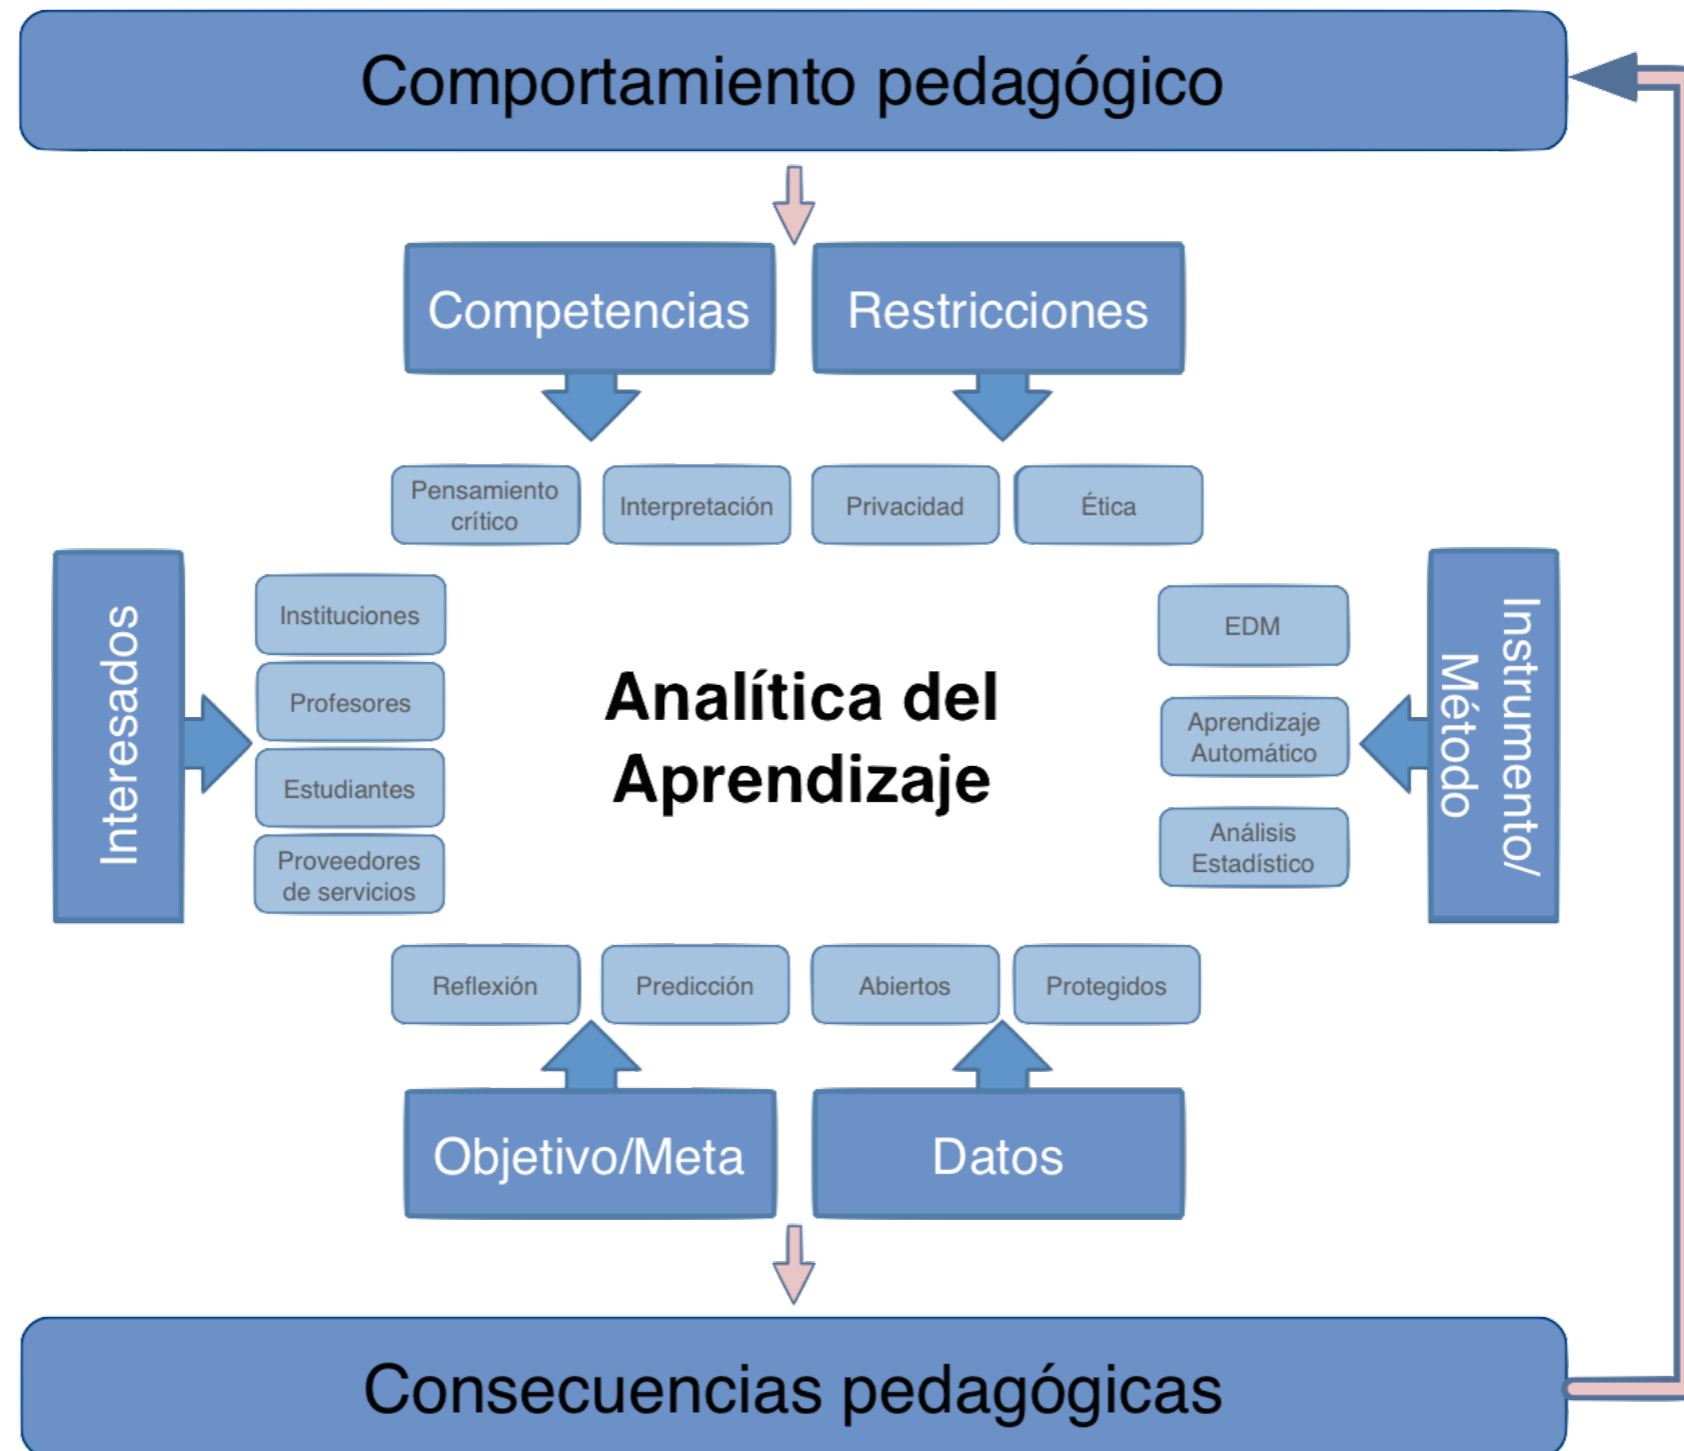 Comportamiento pedagógico
Competencias
Restricciones
Pensamiento
crítico
Interpretación
Privacidad
Ética
Interesados
Instituciones
Profesores
Estudiantes
Proveedores
de servicios
Analítica del
Aprendizaje
EDM
Aprendizaje
Automático
Análisis
Estadístico
Instrumento/
Método
Reflexión
Predicción
Abiertos
Protegidos
Objetivo/Meta
Datos
Consecuencias pedagógicas